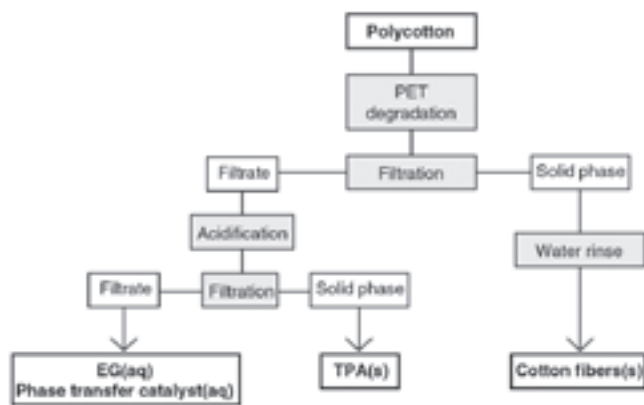 Polycotton
PET
degradation
Filtrate
Filtration
Solid phase
Acidification
Water rinse
Filtrate
Filtration
Solid phase
EG(aq)
Phase transfer catalyst(aq)
TPA(s)
Cotton fibers(s)